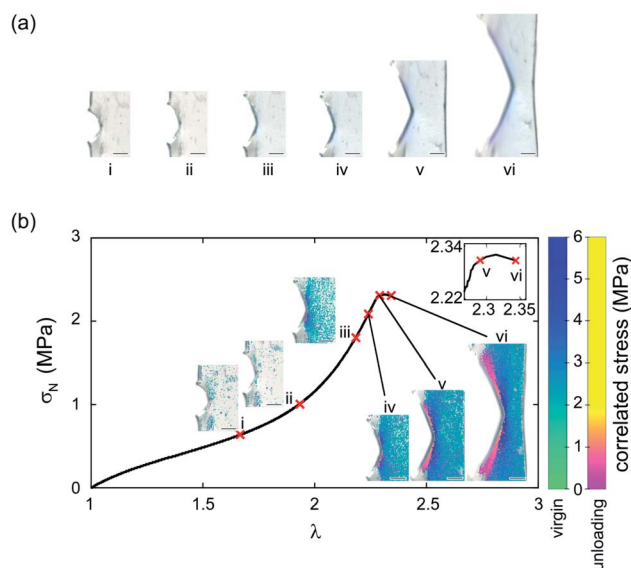 (a)
i ii iii iv v vi
(b)
3
2
1
0
σN (MPa)
1 1.5 2 2.5 3
λ
i
ii
iii
iv
v
vi
2.34
2.22
2.3 2.35
v vi
6
5
4
3
2
1
0
correlated stress (MPa)
virgin
unloading